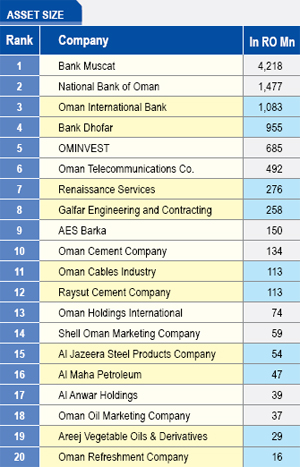 ASSET SIZE
Rank Company In RO Mn
1 Bank Muscat 4,218
2 National Bank of Oman 1,477
3 Oman International Bank 1,083
4 Bank Dhofar 955
5 OMINVEST 685
6 Oman Telecommunications Co. 492
7 Renaissance Services 276
8 Galfar Engineering and Contracting 258
9 AES Barka 150
10 Oman Cement Company 134
11 Oman Cables Industry 113
12 Raysut Cement Company 113
13 Oman Holdings International 74
14 Shell Oman Marketing Company 59
15 Al Jazeera Steel Products Company 54
16 Al Maha Petroleum 47
17 Al Anwar Holdings 39
18 Oman Oil Marketing Company 37
19 Areej Vegetable Oils & Derivatives 29
20 Oman Refreshment Company 16